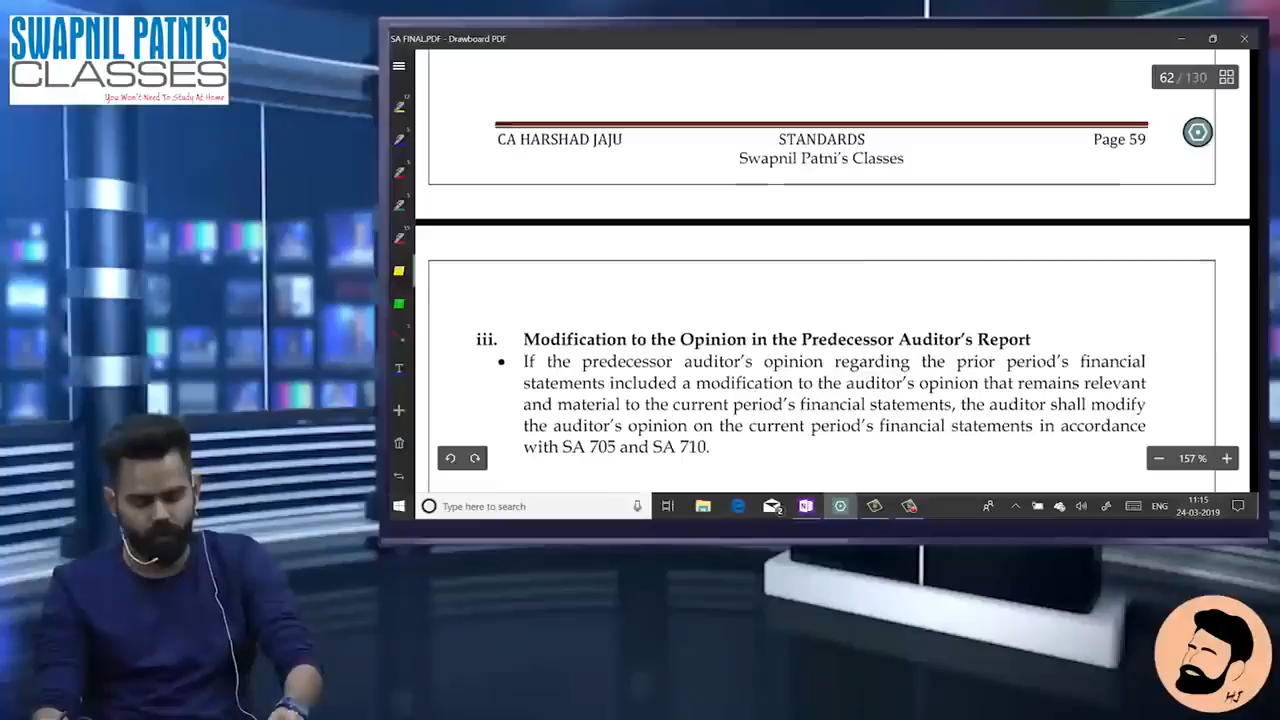 SWAPNIL PATNI'S
CLASSES
You Won't Need To Study At Home
SA FINAL.PDF - Drawboard PDF
62 / 130
CA HARSHAD JAJU STANDARDS Page 59
Swapnil Patni's Classes
iii. Modification to the Opinion in the Predecessor Auditor's Report
• If the predecessor auditor's opinion regarding the prior period's financial
statements included a modification to the auditor's opinion that remains relevant
and material to the current period's financial statements, the auditor shall modify
the auditor's opinion on the current period's financial statements in accordance
with SA 705 and SA 710.
157 %
Type here to search
ENG
11:15
24-03-2019
HJ